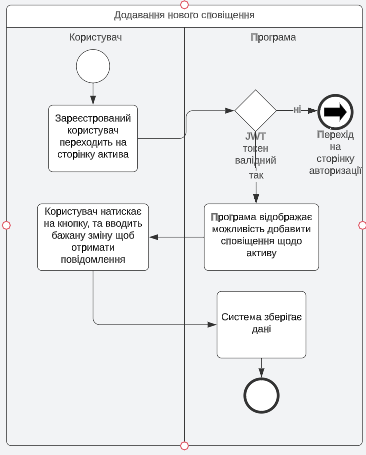 Додавання нового сповіщення
Користувач
Програма
Зареєстрований
користувач
переходить на
сторінку актива
JWT
токен
валідний
ні
Перехід
на
сторінку
авторизації
так
Програма відображає
можливість добавити
сповіщення щодо
активу
Користувач натискає
на кнопку, та вводить
бажану зміну щоб
отримати
повідомлення
Система зберігає
дані